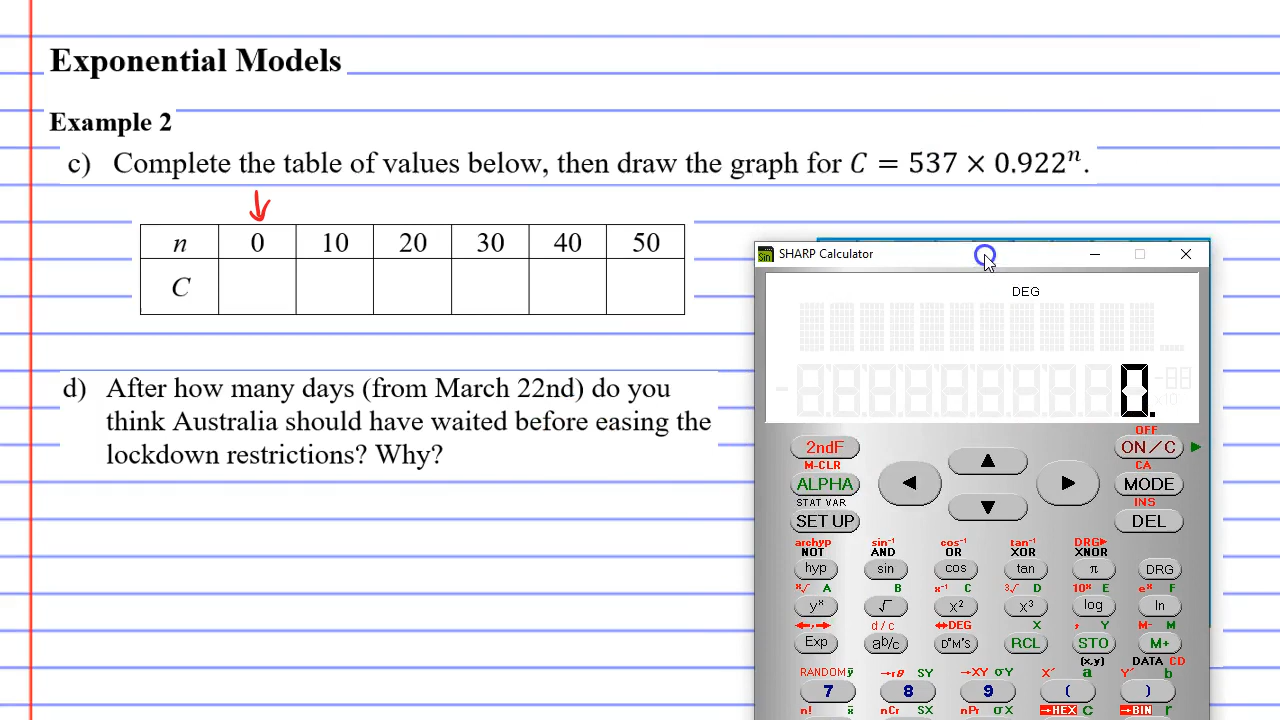 Exponential Models
Example 2
c) Complete the table of values below, then draw the graph for C = 537 × 0.922ⁿ.
n 0 10 20 30 40 50
C
d) After how many days (from March 22nd) do you
think Australia should have waited before easing the
lockdown restrictions? Why?
SHARP Calculator
DEG
0.
OFF
2ndF ON/C
M-CLR CA
ALPHA MODE
STAT VAR INS
SET UP DEL
archyp sin⁻¹ cos⁻¹ tan⁻¹ DRG▶
NOT AND OR XOR XNOR
hyp sin cos tan π DRG
ˣ√ A B x⁻¹ C ³√ D 10ˣ E eˣ F
yˣ √ x² x³ log ln
←,→ d/c ↔DEG X , Y M- M
Exp ab/c D°M'S RCL STO M+
(x,y) DATA CD
RANDOM ȳ →rθ SY →XY σY X´ a Y´ b
7 8 9 ( )
n! x̄ nCr SX nPr σX →HEX c →BIN r